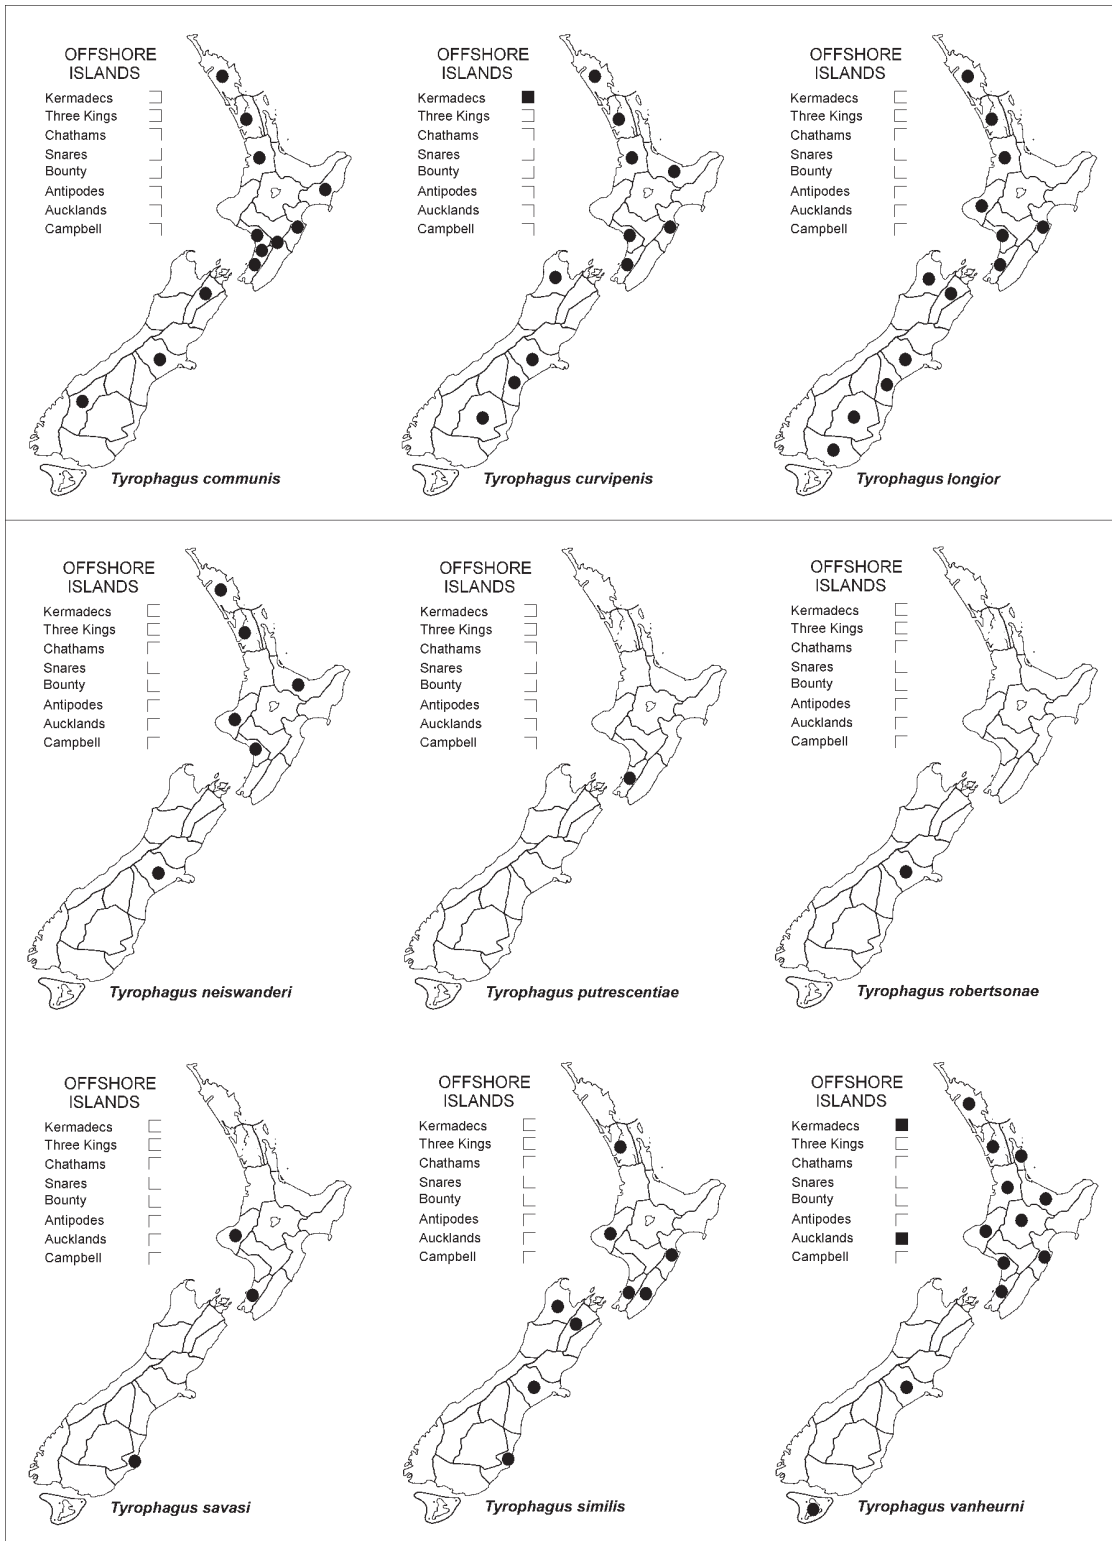 OFFSHORE
ISLANDS
Kermadecs
Three Kings
Chathams
Snares
Bounty
Antipodes
Aucklands
Campbell
Tyrophagus communis
OFFSHORE
ISLANDS
Kermadecs
Three Kings
Chathams
Snares
Bounty
Antipodes
Aucklands
Campbell
Tyrophagus curvipenis
OFFSHORE
ISLANDS
Kermadecs
Three Kings
Chathams
Snares
Bounty
Antipodes
Aucklands
Campbell
Tyrophagus longior
OFFSHORE
ISLANDS
Kermadecs
Three Kings
Chathams
Snares
Bounty
Antipodes
Aucklands
Campbell
Tyrophagus neiswanderi
OFFSHORE
ISLANDS
Kermadecs
Three Kings
Chathams
Snares
Bounty
Antipodes
Aucklands
Campbell
Tyrophagus putrescentiae
OFFSHORE
ISLANDS
Kermadecs
Three Kings
Chathams
Snares
Bounty
Antipodes
Aucklands
Campbell
Tyrophagus robertsonae
OFFSHORE
ISLANDS
Kermadecs
Three Kings
Chathams
Snares
Bounty
Antipodes
Aucklands
Campbell
Tyrophagus savasi
OFFSHORE
ISLANDS
Kermadecs
Three Kings
Chathams
Snares
Bounty
Antipodes
Aucklands
Campbell
Tyrophagus similis
OFFSHORE
ISLANDS
Kermadecs
Three Kings
Chathams
Snares
Bounty
Antipodes
Aucklands
Campbell
Tyrophagus vanheurni